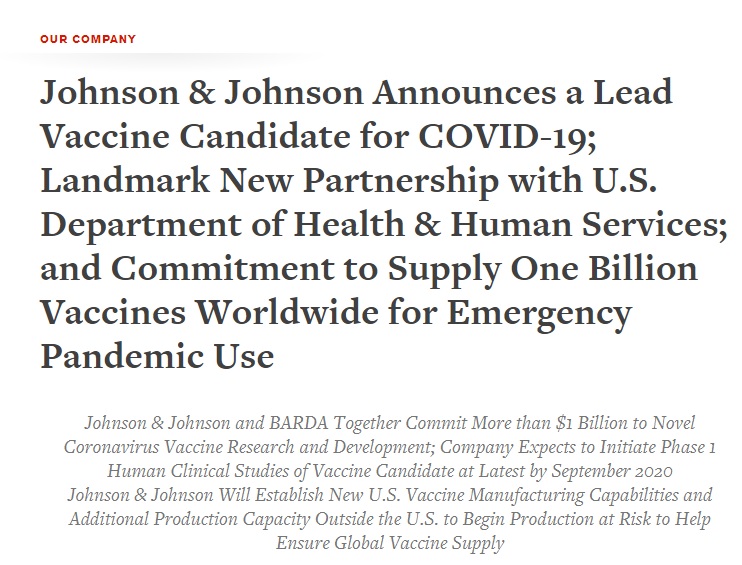 OUR COMPANY
Johnson & Johnson Announces a Lead
Vaccine Candidate for COVID-19;
Landmark New Partnership with U.S.
Department of Health & Human Services;
and Commitment to Supply One Billion
Vaccines Worldwide for Emergency
Pandemic Use
Johnson & Johnson and BARDA Together Commit More than $1 Billion to Novel
Coronavirus Vaccine Research and Development; Company Expects to Initiate Phase 1
Human Clinical Studies of Vaccine Candidate at Latest by September 2020
Johnson & Johnson Will Establish New U.S. Vaccine Manufacturing Capabilities and
Additional Production Capacity Outside the U.S. to Begin Production at Risk to Help
Ensure Global Vaccine Supply